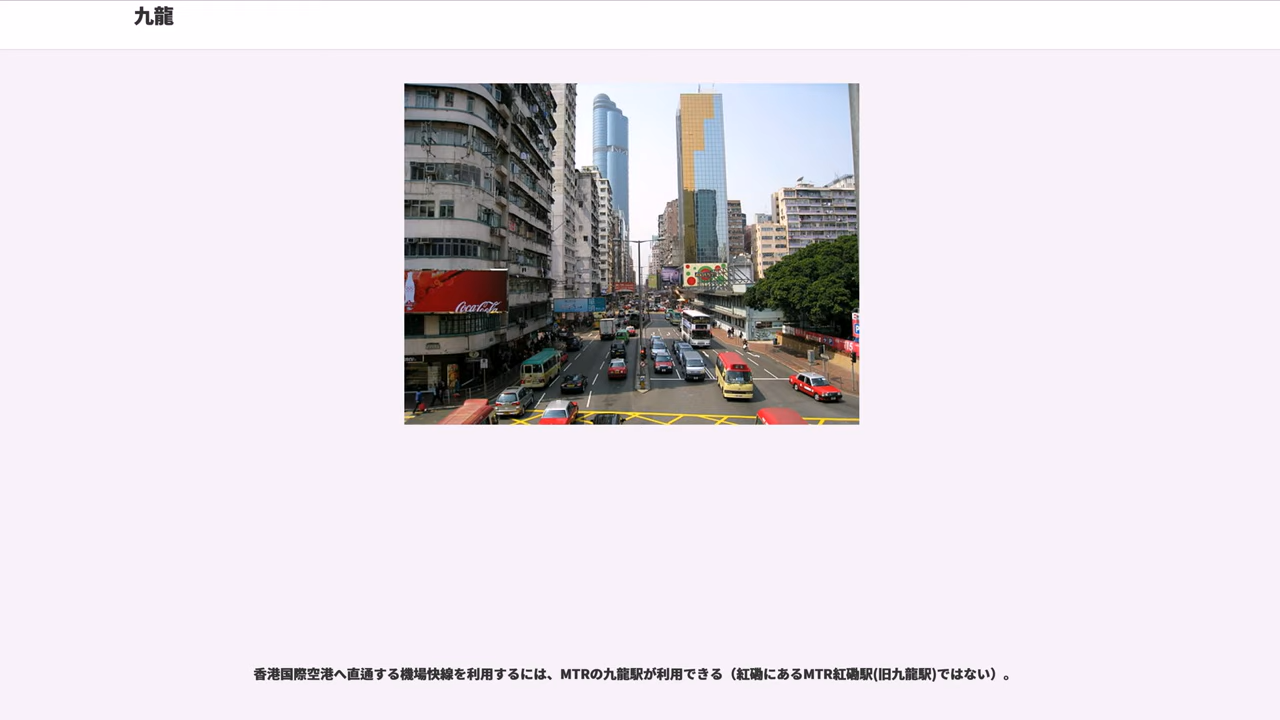 九龍
Coca-Cola
香港国際空港へ直通する機場快線を利用するには、MTRの九龍駅が利用できる（紅磡にあるMTR紅磡駅(旧九龍駅)ではない）。